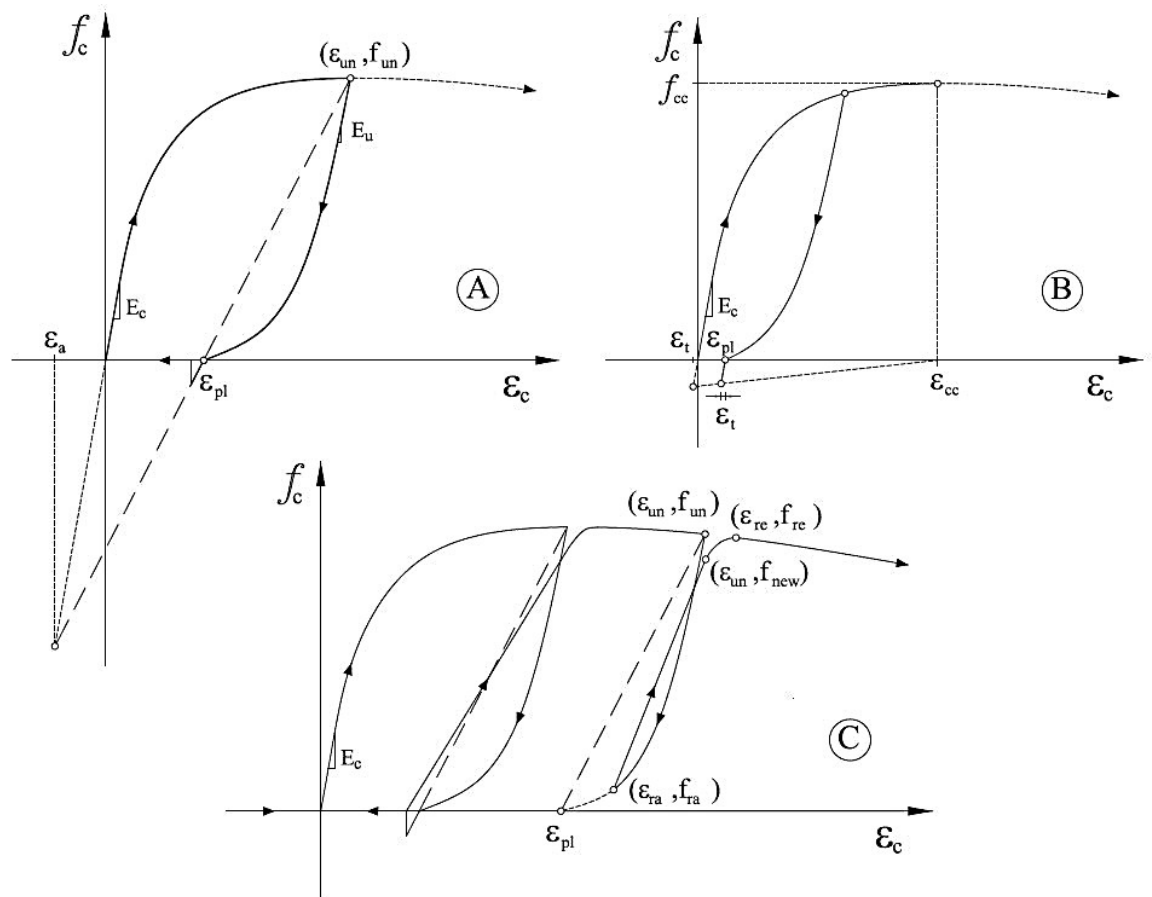 f_c
(ε_un ,f_un)
E_u
E_c
A
ε_a
ε_pl
ε_c
f_c
f_cc
E_c
B
ε_t
ε_pl
ε_cc
ε_c
ε_t
f_c
(ε_un ,f_un)
(ε_re ,f_re )
(ε_un ,f_new)
E_c
C
(ε_ra ,f_ra )
ε_pl
ε_c